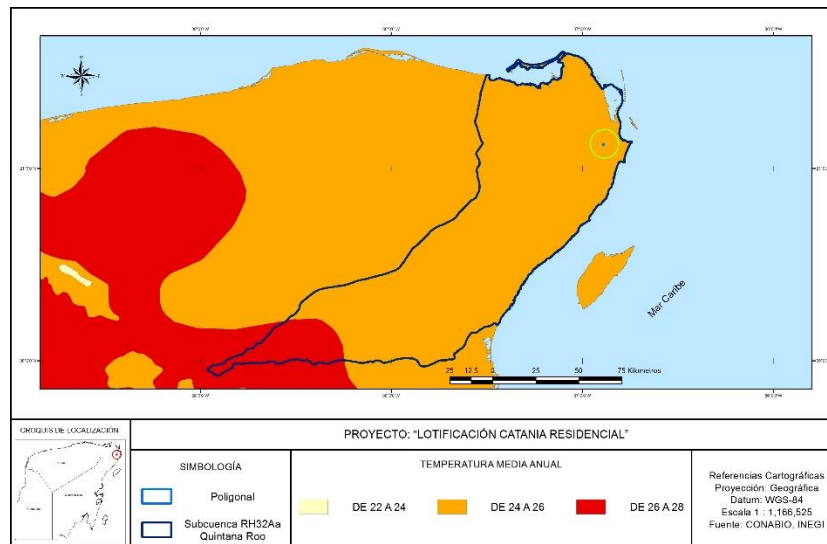 Mar Caribe
25 12.5 0 25 50 75 Kilometros
CROQUIS DE LOCALIZACIÓN
PROYECTO: "LOTIFICACIÓN CATANIA RESIDENCIAL"
SIMBOLOGÍA
Poligonal
Subcuenca RH32Aa
Quintana Roo
TEMPERATURA MEDIA ANUAL
DE 22 A 24
DE 24 A 26
DE 26 A 28
Referencias Cartográficas
Proyección: Geográfica
Datum: WGS-84
Escala 1 : 1,166,525
Fuente: CONABIO, INEGI